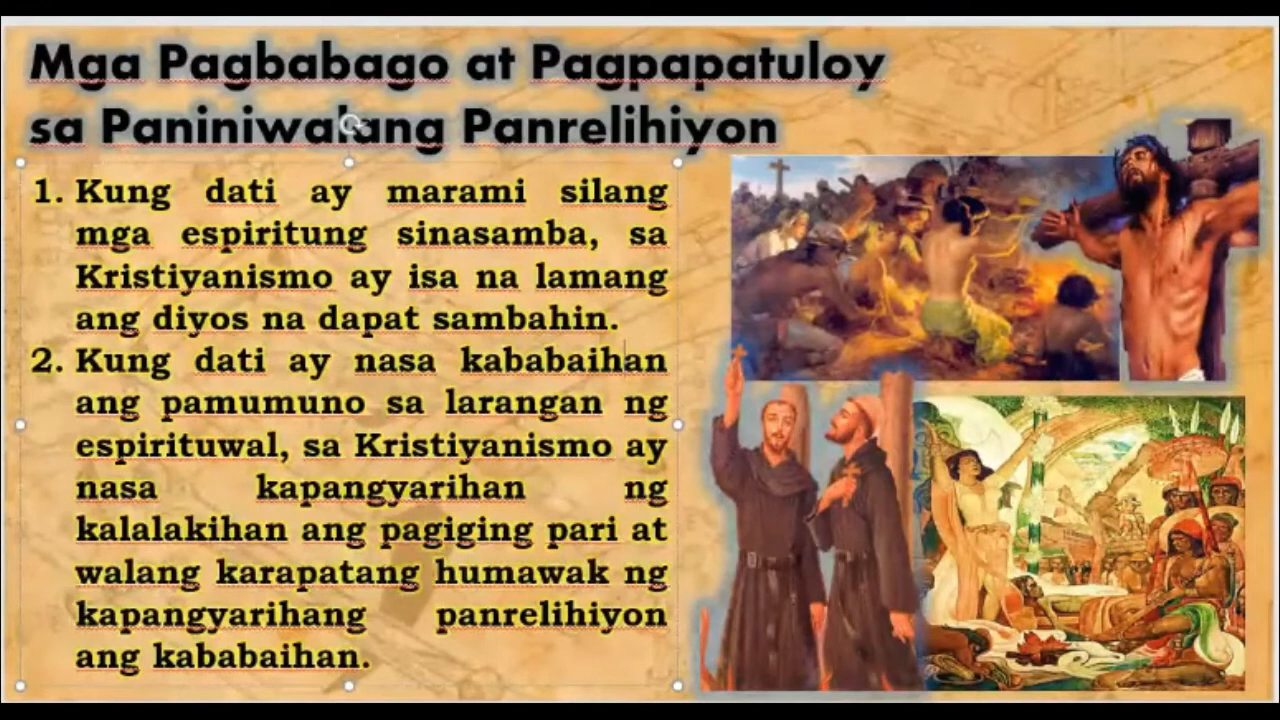 Mga Pagbabago at Pagpapatuloy
sa Paniniwalang Panrelihiyon
1. Kung dati ay marami silang
mga espiritung sinasamba, sa
Kristiyanismo ay isa na lamang
ang diyos na dapat sambahin.
2. Kung dati ay nasa kababaihan
ang pamumuno sa larangan ng
espirituwal, sa Kristiyanismo ay
nasa kapangyarihan ng
kalalakihan ang pagiging pari at
walang karapatang humawak ng
kapangyarihang panrelihiyon
ang kababaihan.